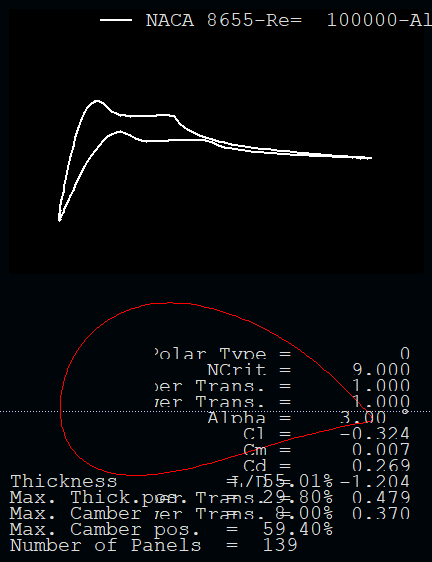 NACA 8655-Re= 100000-Al
Polar Type = 0
NCrit = 9.000
per Trans. = 1.000
wer Trans. = 1.000
Alpha = 3.00 °
Cl = -0.324
Cm = 0.007
Cd = 0.269
Thickness = 55.01%
L/D = -1.204
Max. Thick.pos. = 29.80%
per Trans. = 0.479
Max. Camber = 8.00%
wer Trans. = 0.370
Max. Camber pos. = 59.40%
Number of Panels = 139